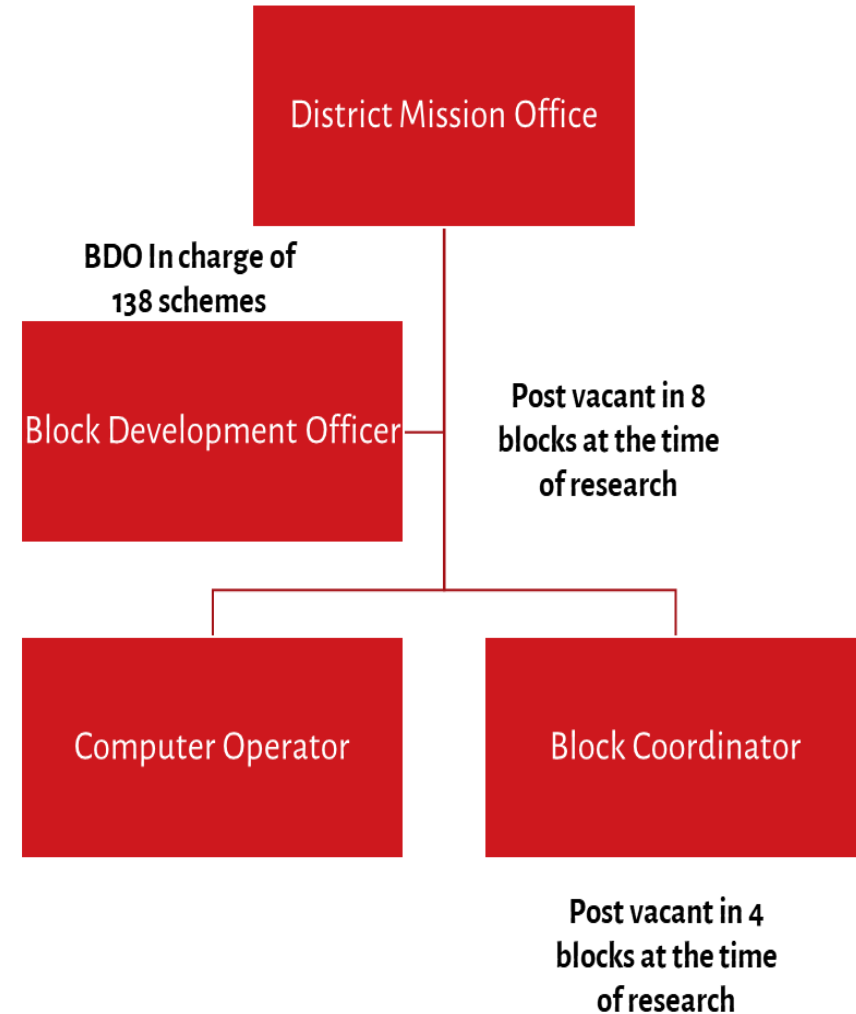 District Mission Office
BDO In charge of
138 schemes
Block Development Officer
Post vacant in 8
blocks at the time
of research
Computer Operator
Block Coordinator
Post vacant in 4
blocks at the time
of research